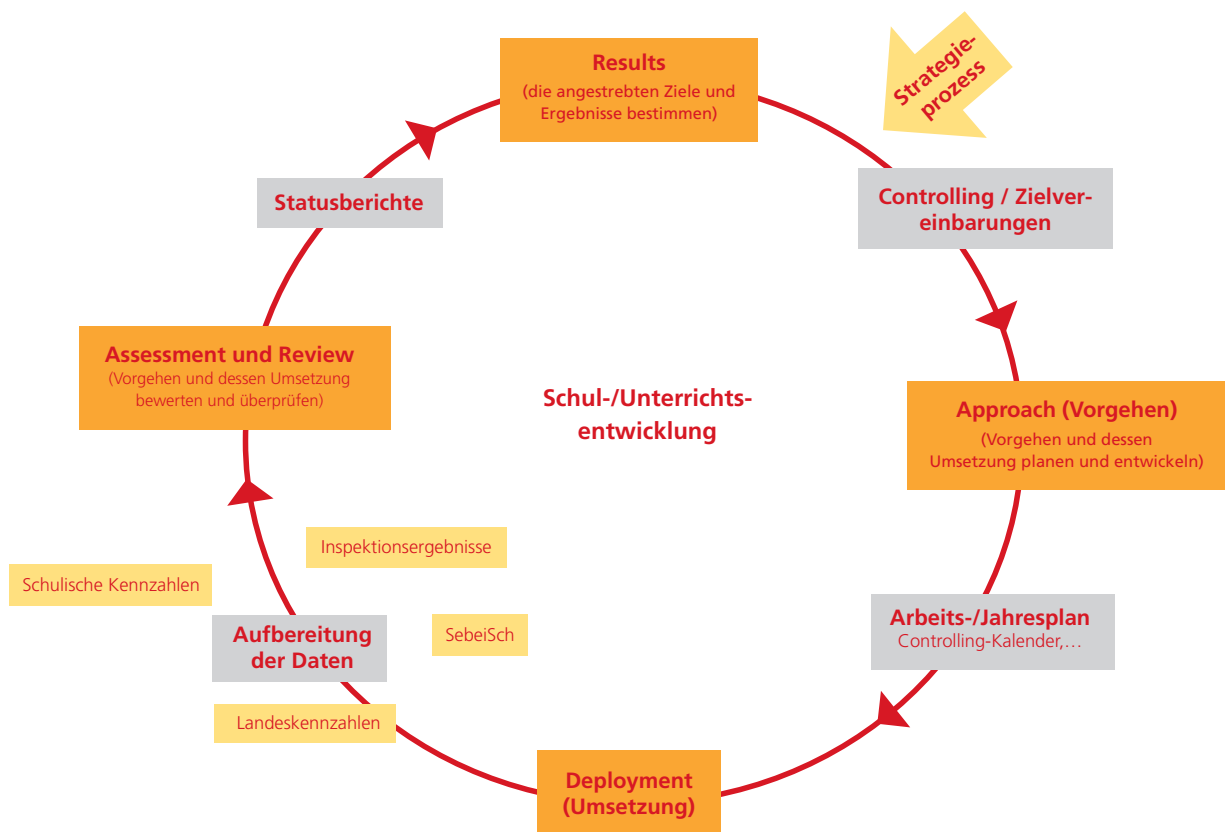 Results
(die angestrebten Ziele und
Ergebnisse bestimmen)
Strategie-
prozess
Controlling / Zielver-
einbarungen
Statusberichte
Assessment und Review
(Vorgehen und dessen Umsetzung
bewerten und überprüfen)
Schul-/Unterrichts-
entwicklung
Approach (Vorgehen)
(Vorgehen und dessen
Umsetzung planen und entwickeln)
Inspektionsergebnisse
Schulische Kennzahlen
Aufbereitung
der Daten
SebeiSch
Arbeits-/Jahresplan
Controlling-Kalender,...
Landeskennzahlen
Deployment
(Umsetzung)